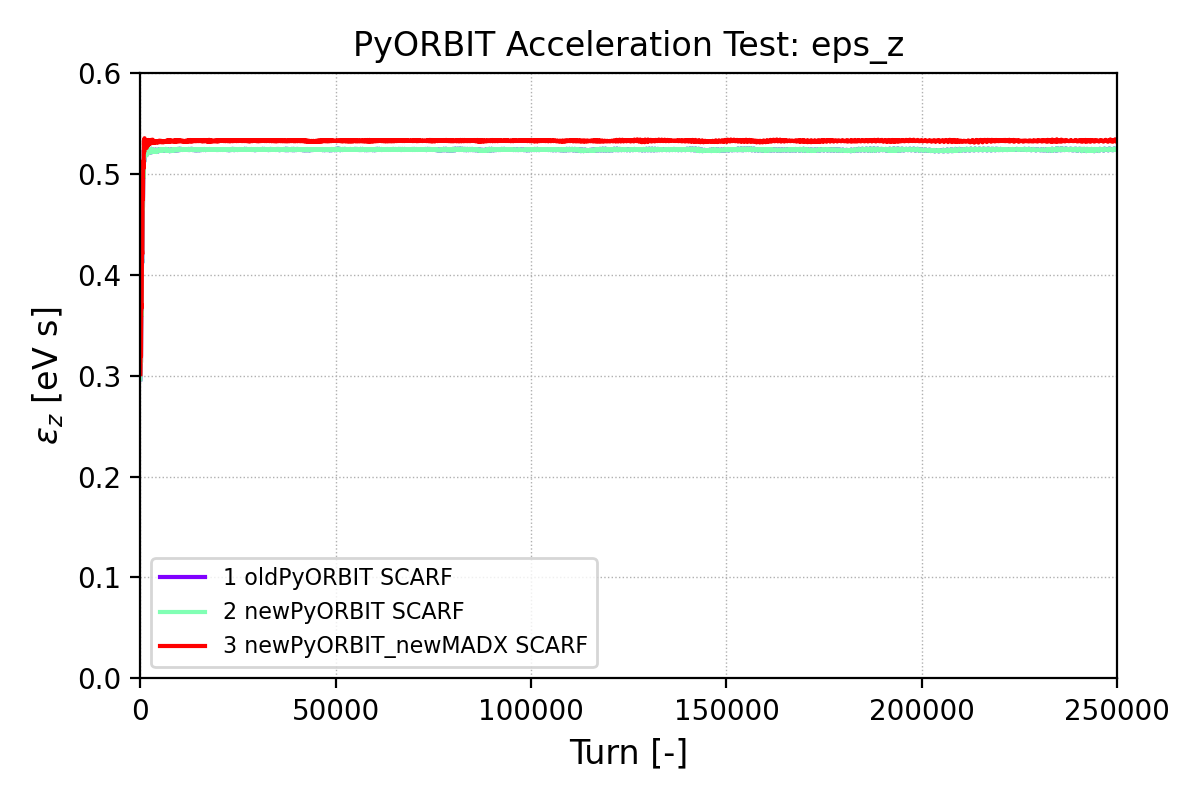 PyORBIT Acceleration Test: eps_z
0.6
0.5
0.4
0.3
0.2
0.1
0.0
ε_z [eV s]
1 oldPyORBIT SCARF
2 newPyORBIT SCARF
3 newPyORBIT_newMADX SCARF
0 50000 100000 150000 200000 250000
Turn [-]